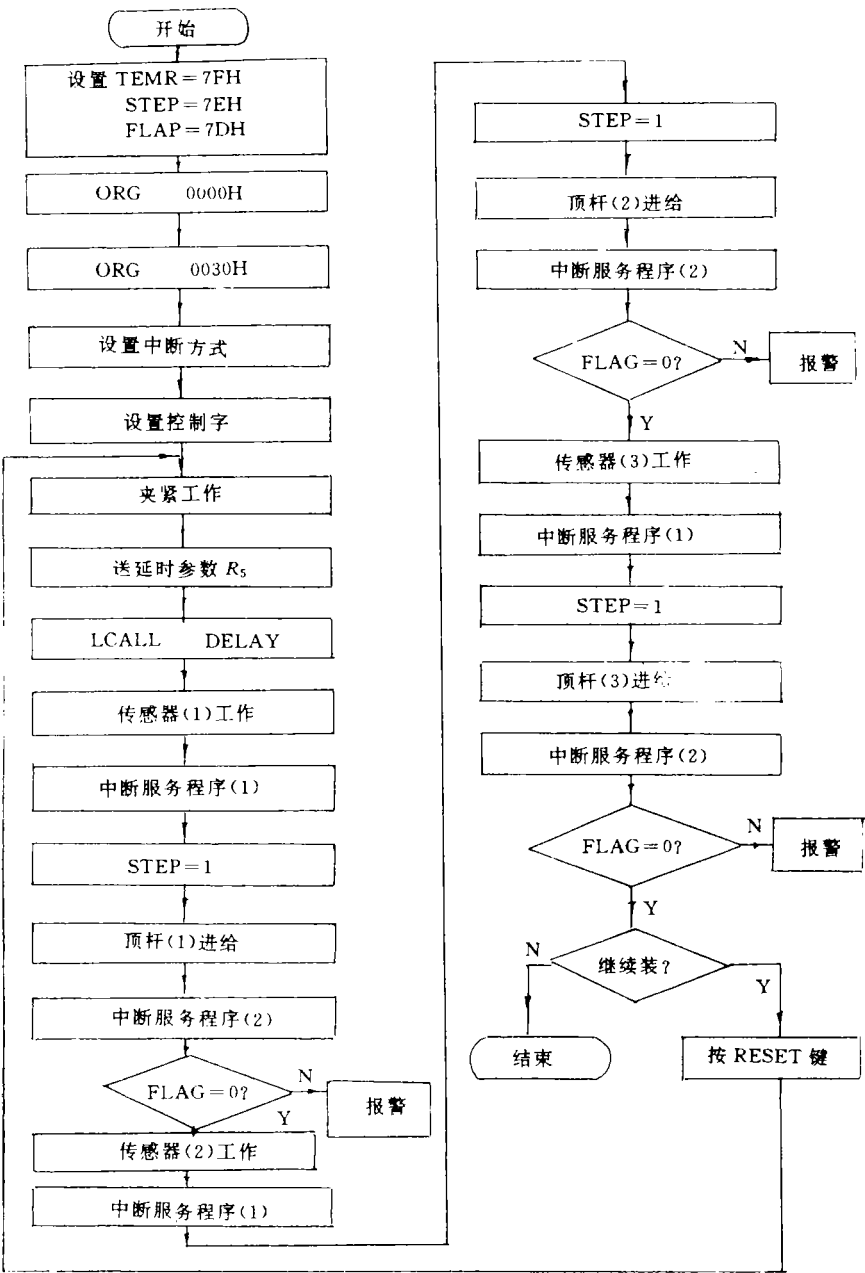 开始
设置 TEMR=7FH
STEP=7EH
FLAP=7DH
ORG 0000H
ORG 0030H
设置中断方式
设置控制字
夹紧工作
送延时参数 R₅
LCALL DELAY
传感器(1)工作
中断服务程序(1)
STEP=1
顶杆(1)进给
中断服务程序(2)
FLAG=0?
N
报警
Y
传感器(2)工作
中断服务程序(1)
STEP=1
顶杆(2)进给
中断服务程序(2)
FLAG=0?
N
报警
Y
传感器(3)工作
中断服务程序(1)
STEP=1
顶杆(3)进给
中断服务程序(2)
FLAG=0?
N
报警
Y
继续装?
N
Y
结束
按 RESET 键